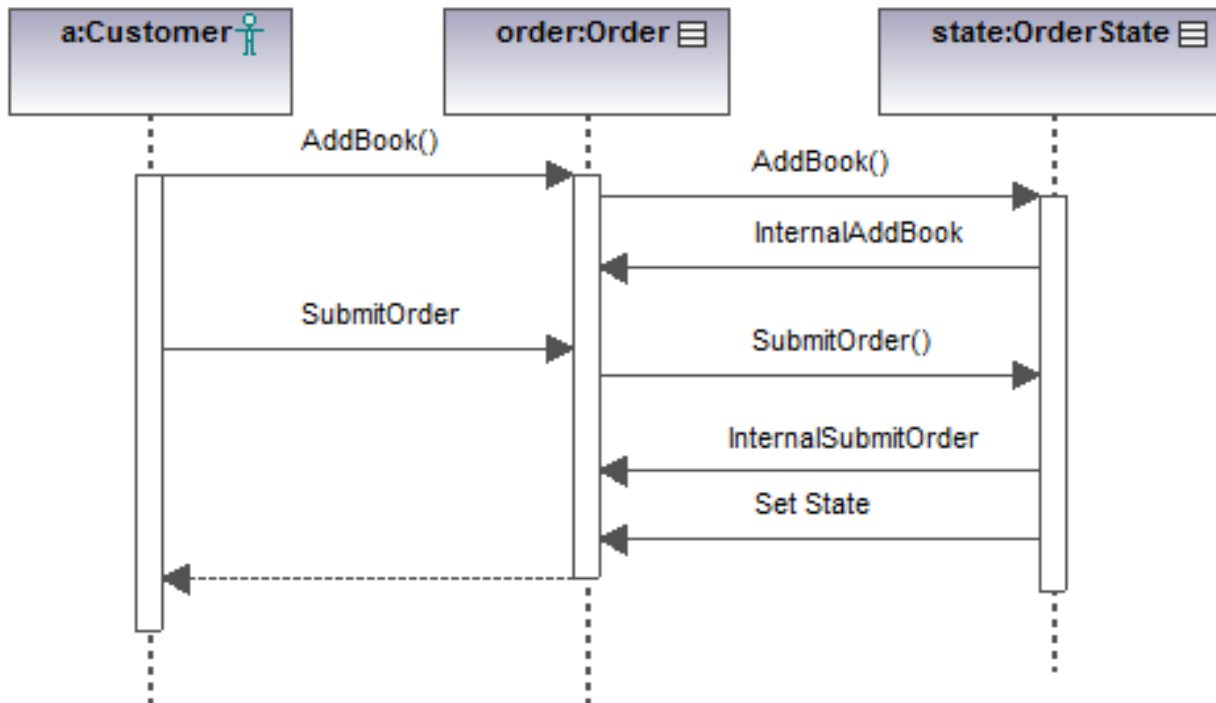 a:Customer
order:Order
state:OrderState
AddBook()
AddBook()
InternalAddBook
SubmitOrder
SubmitOrder()
InternalSubmitOrder
Set State